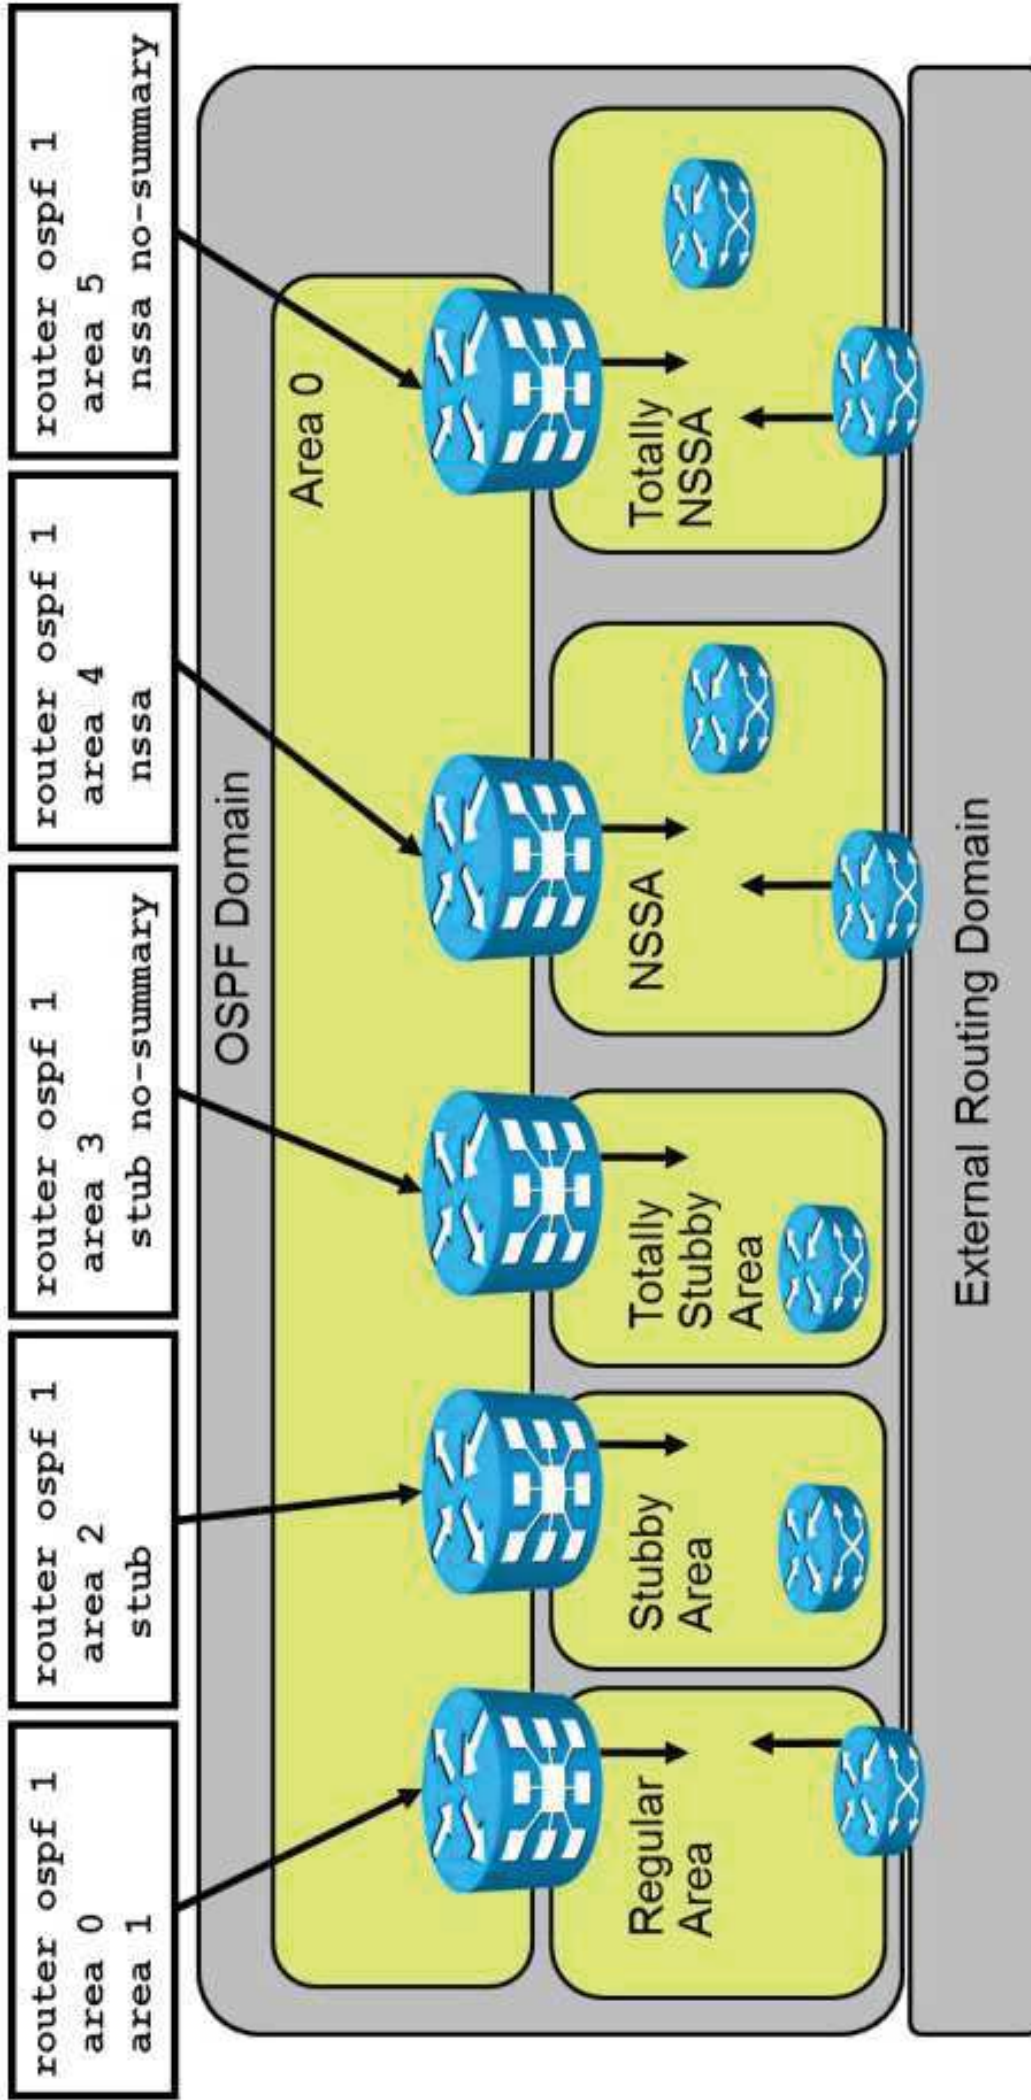 router ospf 1
area 0
area 1
router ospf 1
area 2
stub
router ospf 1
area 3
stub no-summary
router ospf 1
area 4
nssa
router ospf 1
area 5
nssa no-summary
OSPF Domain
Area 0
Regular
Area
Stubby
Area
Totally
Stubby
Area
NSSA
Totally
NSSA
External Routing Domain